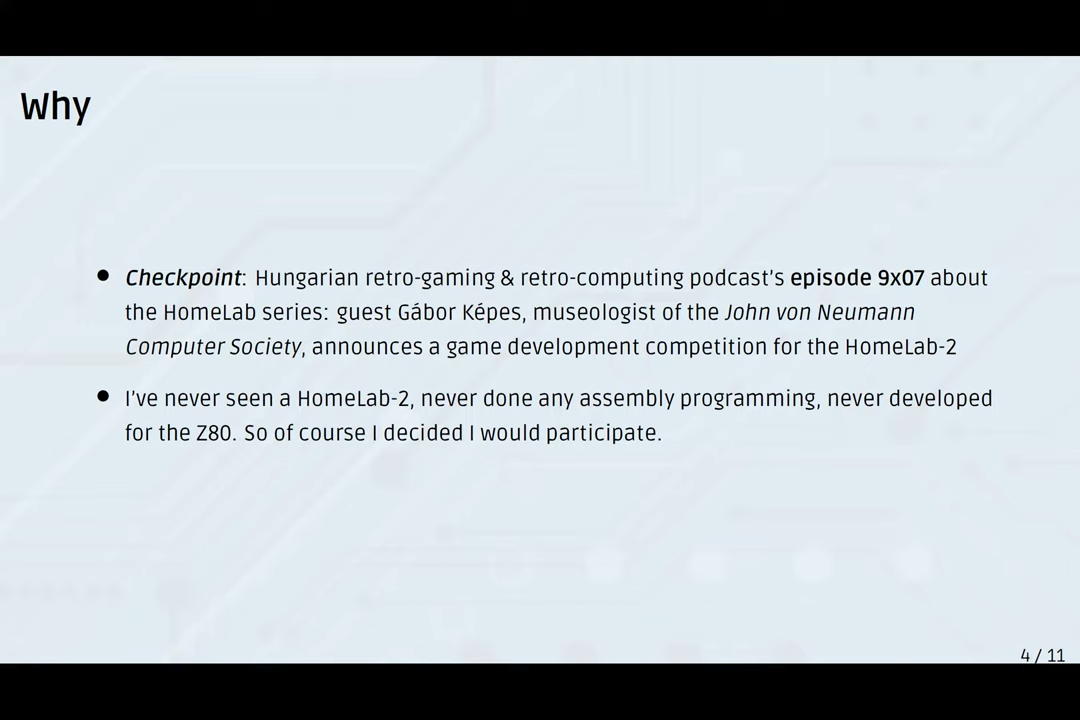 Why
● Checkpoint: Hungarian retro-gaming & retro-computing podcast's episode 9x07 about
the HomeLab series: guest Gábor Képes, museologist of the John von Neumann
Computer Society, announces a game development competition for the HomeLab-2
● I've never seen a HomeLab-2, never done any assembly programming, never developed
for the Z80. So of course I decided I would participate.
4 / 11